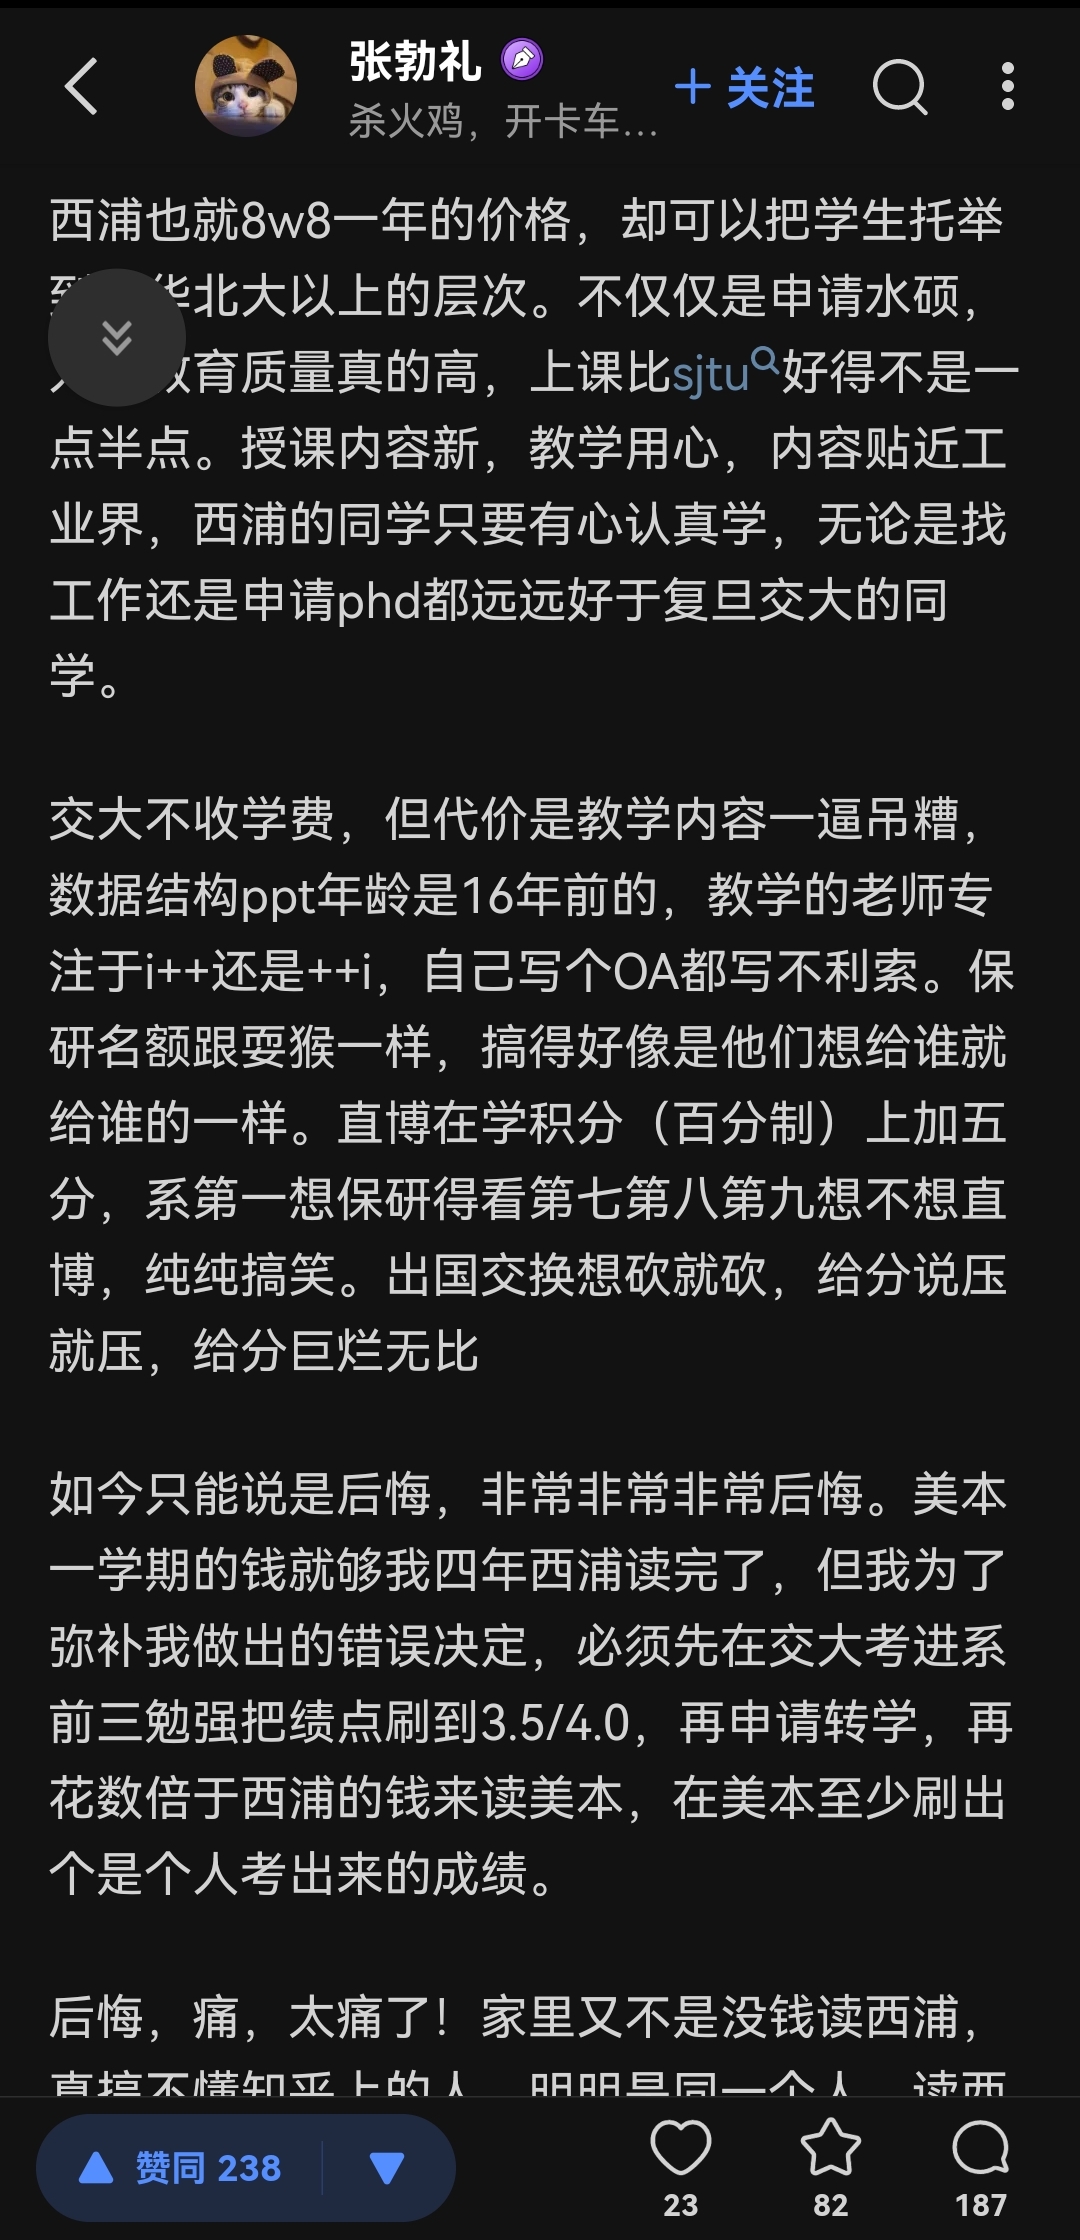 张勃礼
杀火鸡，开卡车...
+ 关注
西浦也就8w8一年的价格，却可以把学生托举
华北大以上的层次。不仅仅是申请水硕，
教育质量真的高，上课比sjtu好得不是一
点半点。授课内容新，教学用心，内容贴近工
业界，西浦的同学只要有心认真学，无论是找
工作还是申请phd都远远好于复旦交大的同
学。
交大不收学费，但代价是教学内容一逼吊糟，
数据结构ppt年龄是16年前的，教学的老师专
注于i++还是++i，自己写个OA都写不利索。保
研名额跟耍猴一样，搞得好像是他们想给谁就
给谁的一样。直博在学积分（百分制）上加五
分，系第一想保研得看第七第八第九想不想直
博，纯纯搞笑。出国交换想砍就砍，给分说压
就压，给分巨烂无比
如今只能说是后悔，非常非常非常后悔。美本
一学期的钱就够我四年西浦读完了，但我为了
弥补我做出的错误决定，必须先在交大考进系
前三勉强把绩点刷到3.5/4.0，再申请转学，再
花数倍于西浦的钱来读美本，在美本至少刷出
个是个人考出来的成绩。
后悔，痛，太痛了！家里又不是没钱读西浦，
真搞不懂知乎上的人，明明是同一个人，读西
赞同 238
23
82
187